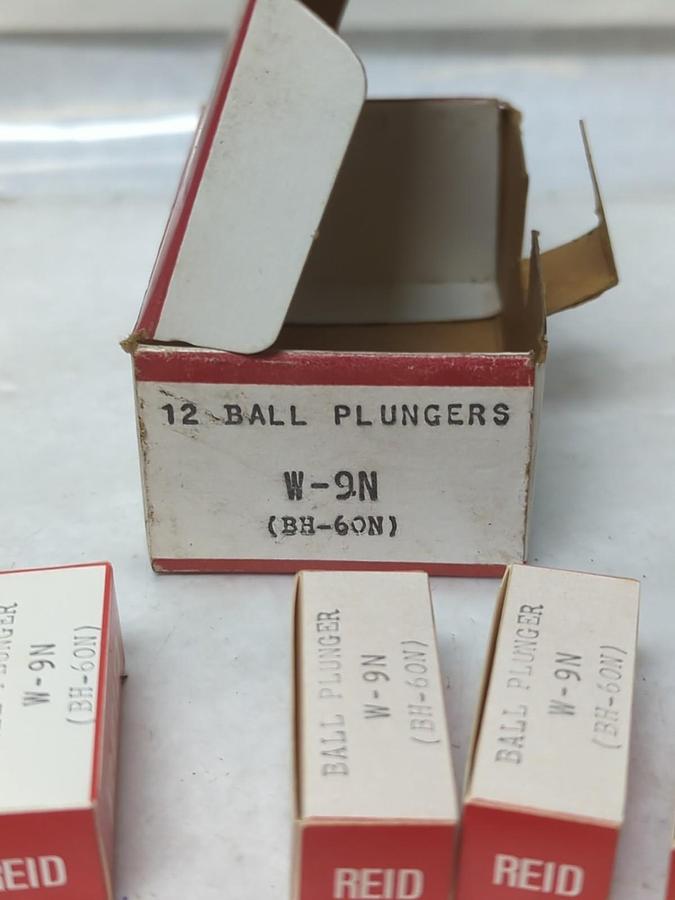 12 BALL PLUNGERS
W-9N
(BH-60N)
PLUNGER
W-9N
(BH-60N)
REID
BALL PLUNGER
W-9N
(BH-60N)
REID
BALL PLUNGER
W-9N
(BH-60N)
REID